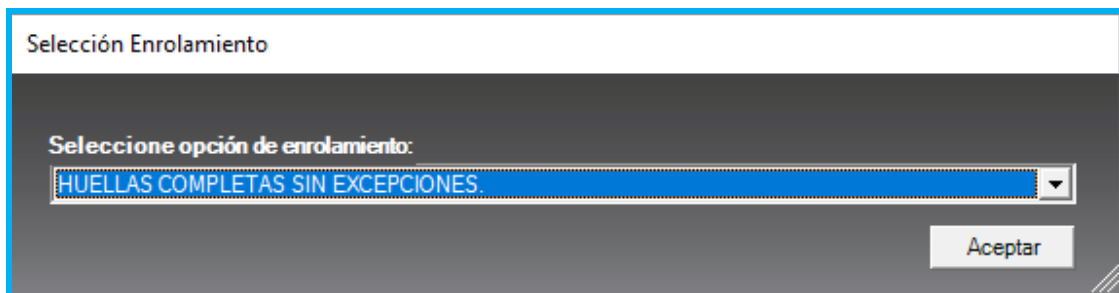 Selección Enrolamiento
Seleccione opción de enrolamiento:
HUELLAS COMPLETAS SIN EXCEPCIONES.
Aceptar